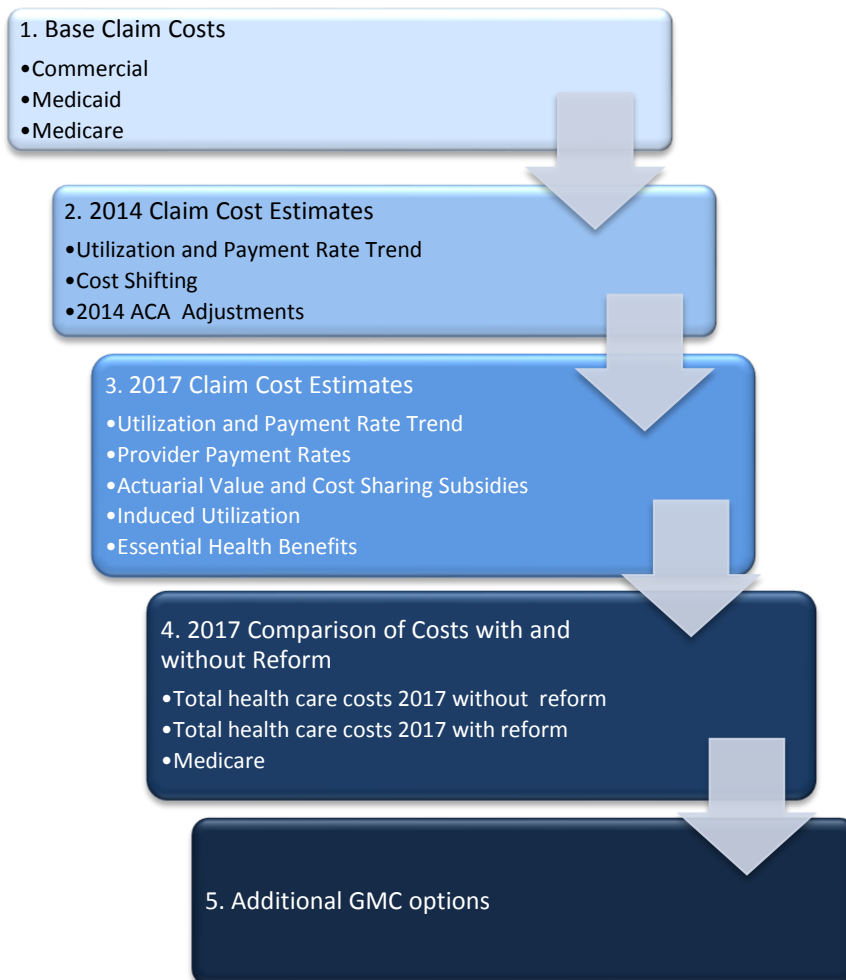 1. Base Claim Costs
•Commercial
•Medicaid
•Medicare
2. 2014 Claim Cost Estimates
•Utilization and Payment Rate Trend
•Cost Shifting
•2014 ACA  Adjustments
3. 2017 Claim Cost Estimates
•Utilization and Payment Rate Trend
•Provider Payment Rates
•Actuarial Value and Cost Sharing Subsidies
•Induced Utilization
•Essential Health Benefits
4. 2017 Comparison of Costs with and
without Reform
•Total health care costs 2017 without  reform
•Total health care costs 2017 with reform
•Medicare
5. Additional GMC options